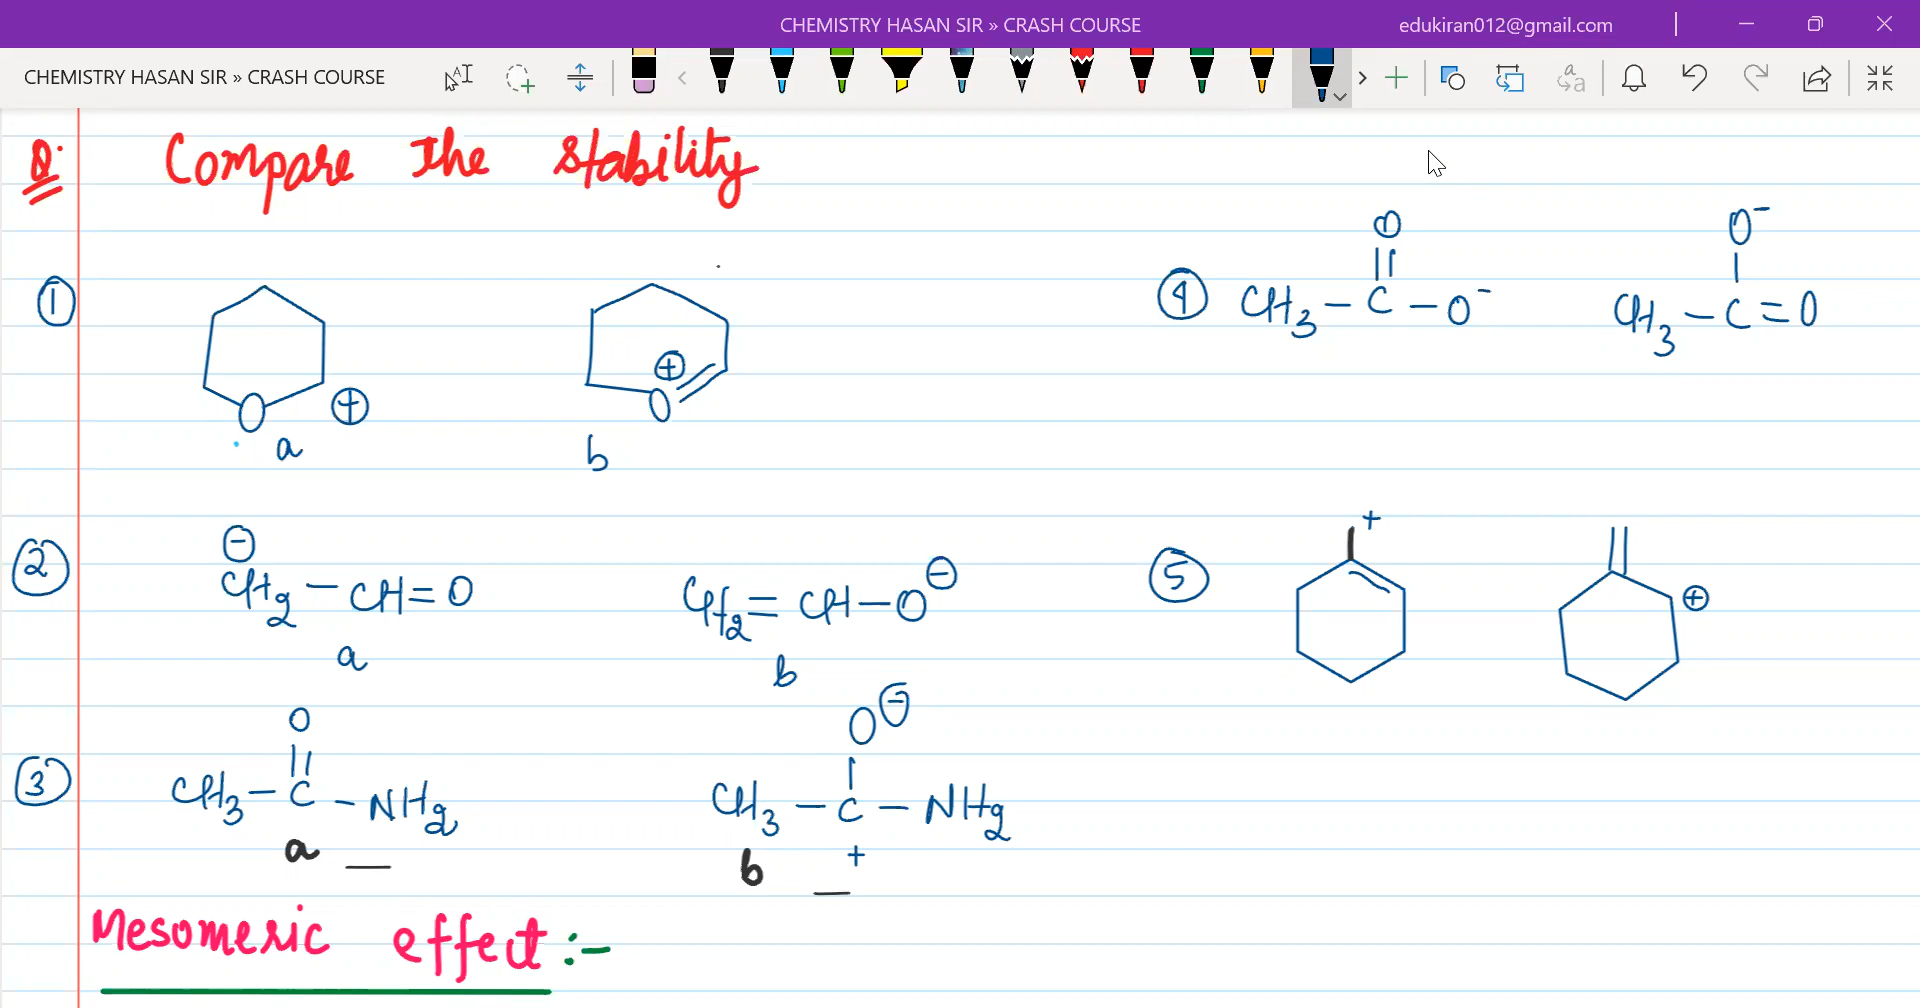 CHEMISTRY HASAN SIR » CRASH COURSE
edukiran012@gmail.com
CHEMISTRY HASAN SIR » CRASH COURSE
Q. Compare The Stability
① O ⊕ a
⊕ O b
② ⊖ CH2 – CH = O a
CH2 = CH – O ⊖ b
③ O || CH3 – C – NH2 a
O ⊖ | CH3 – C – NH2 + b
④ O || CH3 – C – O⁻
O⁻ | CH3 – C = O
⑤ +
⊕
Mesomeric effect :-